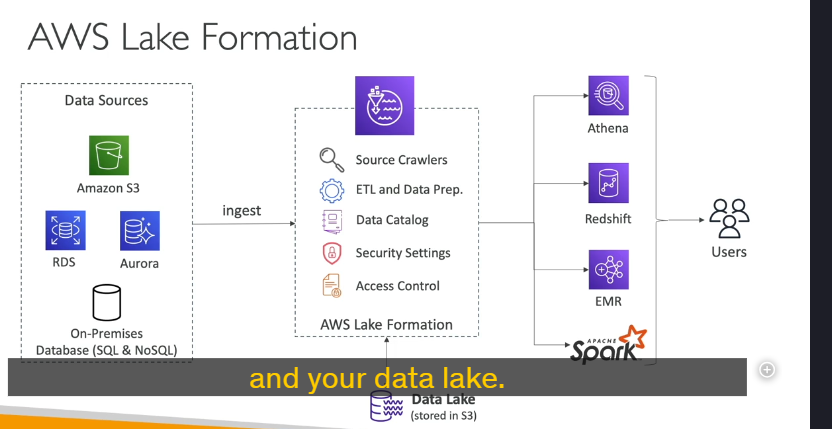 AWS Lake Formation
Data Sources
Amazon S3
RDS
Aurora
On-Premises
Database (SQL & NoSQL)
ingest
Source Crawlers
ETL and Data Prep.
Data Catalog
Security Settings
Access Control
AWS Lake Formation
Athena
Redshift
EMR
APACHE
Spark
Users
and your data lake.
Data Lake
(stored in S3)